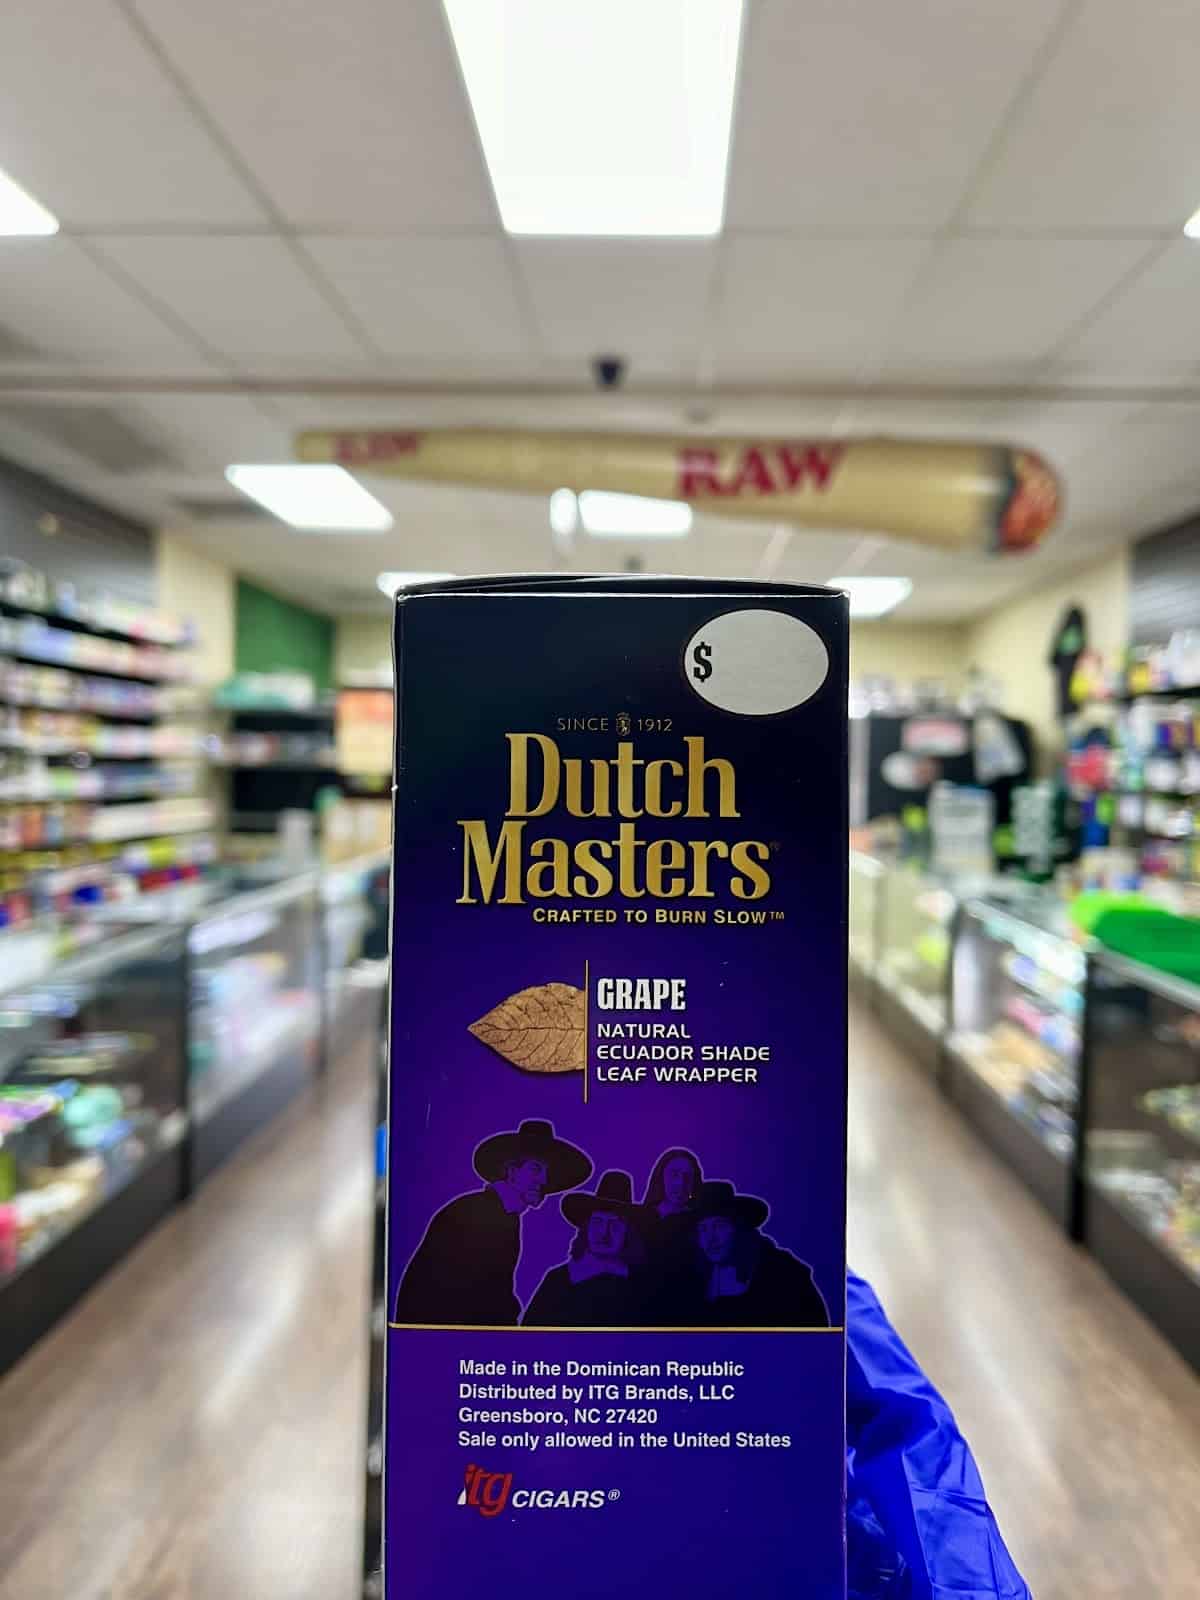 RAW
RAW
$
SINCE 1912
Dutch
Masters®
CRAFTED TO BURN SLOW™
GRAPE
NATURAL
ECUADOR SHADE
LEAF WRAPPER
Made in the Dominican Republic
Distributed by ITG Brands, LLC
Greensboro, NC 27420
Sale only allowed in the United States
itg CIGARS®